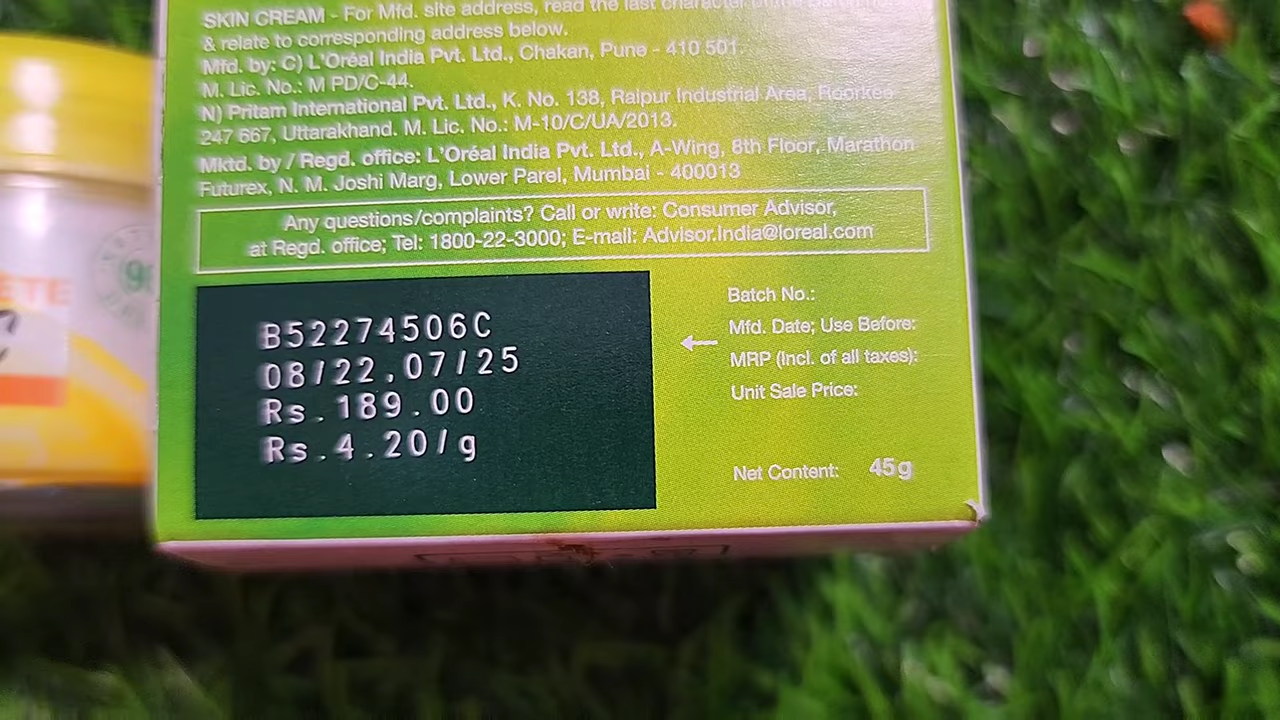 SKIN CREAM - For Mfd. site address, read the last character of the Batch No.
& relate to corresponding address below.
Mfd. by: C) L'Oréal India Pvt. Ltd., Chakan, Pune - 410 501.
M. Lic. No.: M PD/C-44.
N) Pritam International Pvt. Ltd., K. No. 138, Raipur Industrial Area, Roorkee
247 667, Uttarakhand. M. Lic. No.: M-10/C/UA/2013.
Mktd. by / Regd. office: L'Oréal India Pvt. Ltd., A-Wing, 8th Floor, Marathon
Futurex, N. M. Joshi Marg, Lower Parel, Mumbai - 400013
Any questions/complaints? Call or write: Consumer Advisor,
at Regd. office; Tel: 1800-22-3000; E-mail: Advisor.India@loreal.com
Batch No.:
Mfd. Date; Use Before:
MRP (Incl. of all taxes):
Unit Sale Price:
B52274506C
08/22,07/25
Rs.189.00
Rs.4.20/g
Net Content: 45g
ETE